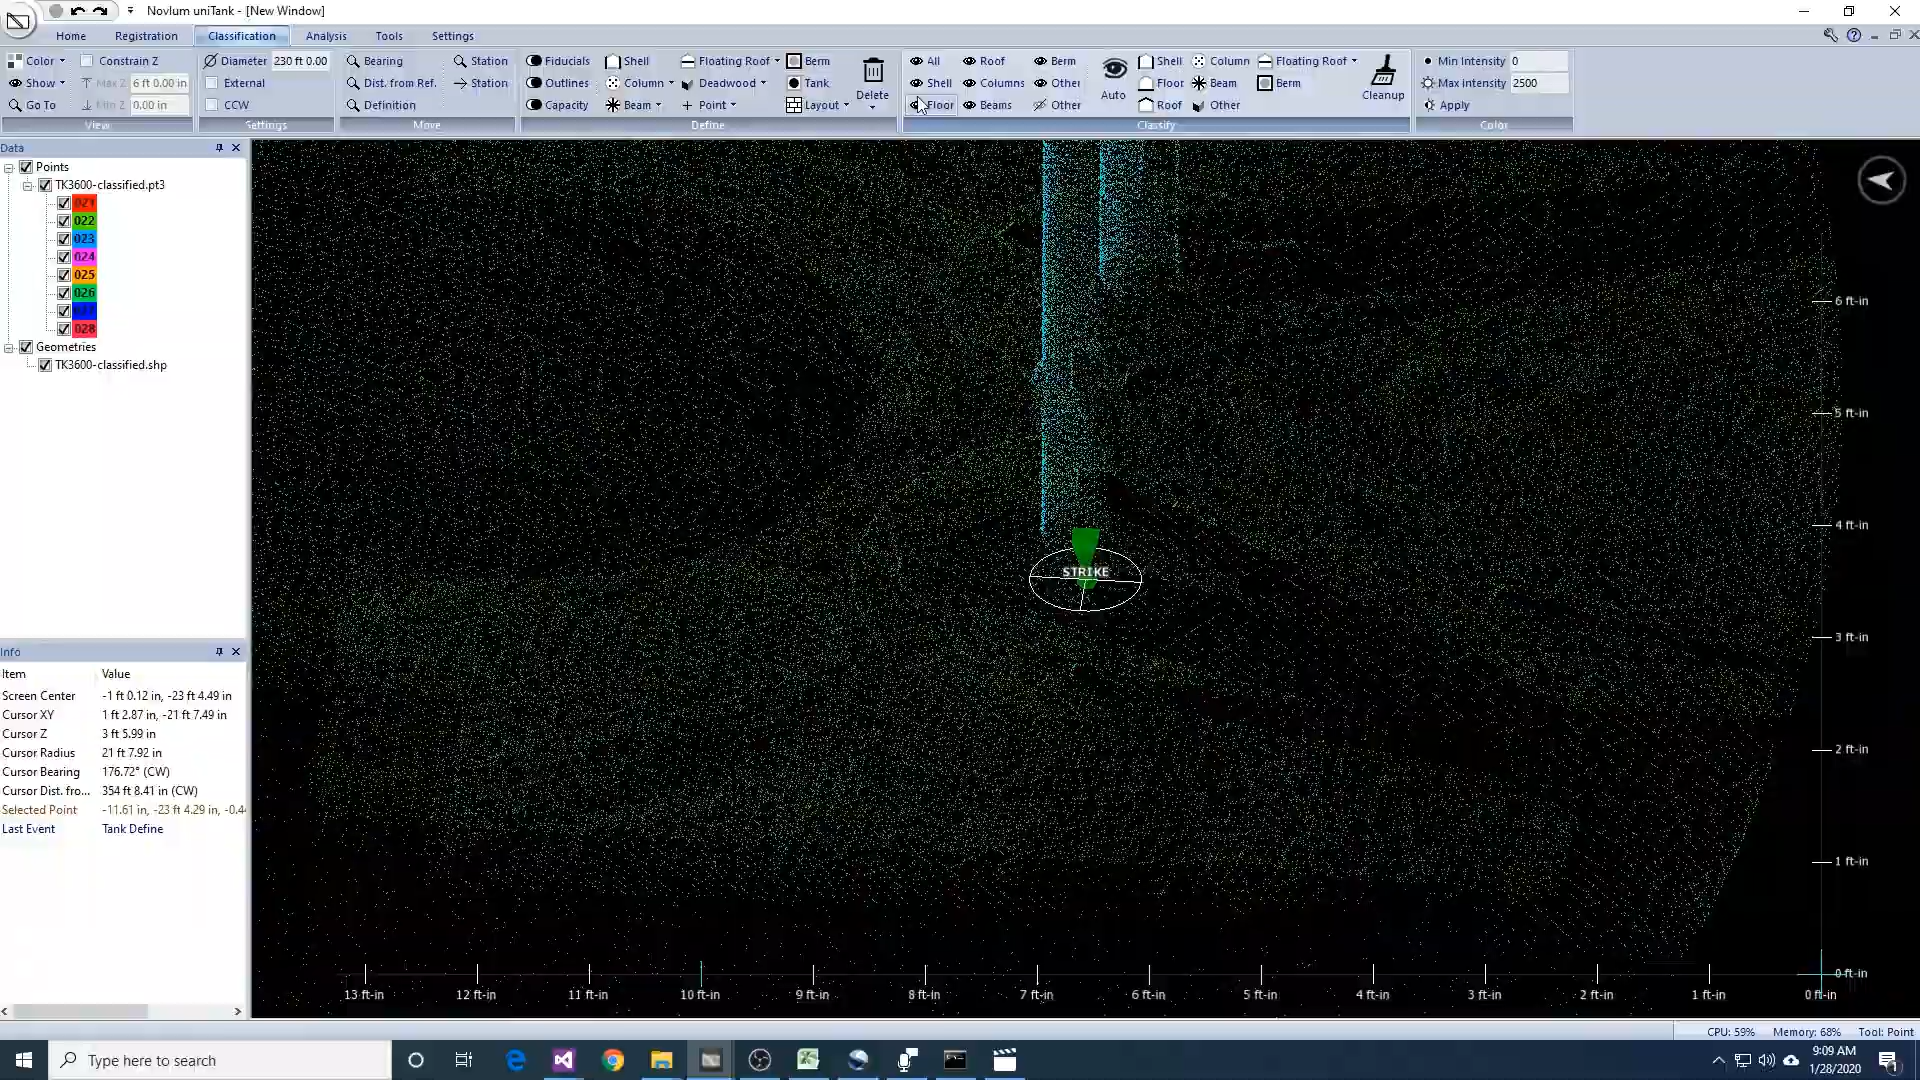 Novlum uniTank - [New Window]
Home Registration Classification Analysis Tools Settings
Color Constrain Z Diameter 230 ft 0.00 Bearing Station Fiducials Shell Floating Roof Berm All Roof Berm Shell Column Floating Roof Min Intensity 0
Show Max Z 6 ft 0.00 in External Dist. from Ref. Station Outlines Column Deadwood Tank Delete Shell Columns Other Auto Floor Beam Berm Cleanup Max intensity 2500
Go To Min Z 0.00 in CCW Definition Capacity Beam Point Layout Floor Beams Other Roof Other Apply
View Settings Move Define Classify Color
Data
Points
TK3600-classified.pt3
021
022
023
024
025
026
028
Geometries
TK3600-classified.shp
Info
Item Value
Screen Center -1 ft 0.12 in, -23 ft 4.49 in
Cursor XY 1 ft 2.87 in, -21 ft 7.49 in
Cursor Z 3 ft 5.99 in
Cursor Radius 21 ft 7.92 in
Cursor Bearing 176.72° (CW)
Cursor Dist. fro... 354 ft 8.41 in (CW)
Selected Point -11.61 in, -23 ft 4.29 in, -0.4
Last Event Tank Define
STRIKE
6 ft-in
5 ft-in
4 ft-in
3 ft-in
2 ft-in
1 ft-in
0 ft-in
13 ft-in 12 ft-in 11 ft-in 10 ft-in 9 ft-in 8 ft-in 7 ft-in 6 ft-in 5 ft-in 4 ft-in 3 ft-in 2 ft-in 1 ft-in 0 ft-in
CPU: 59% Memory: 68% Tool: Point
Type here to search
9:09 AM
1/28/2020